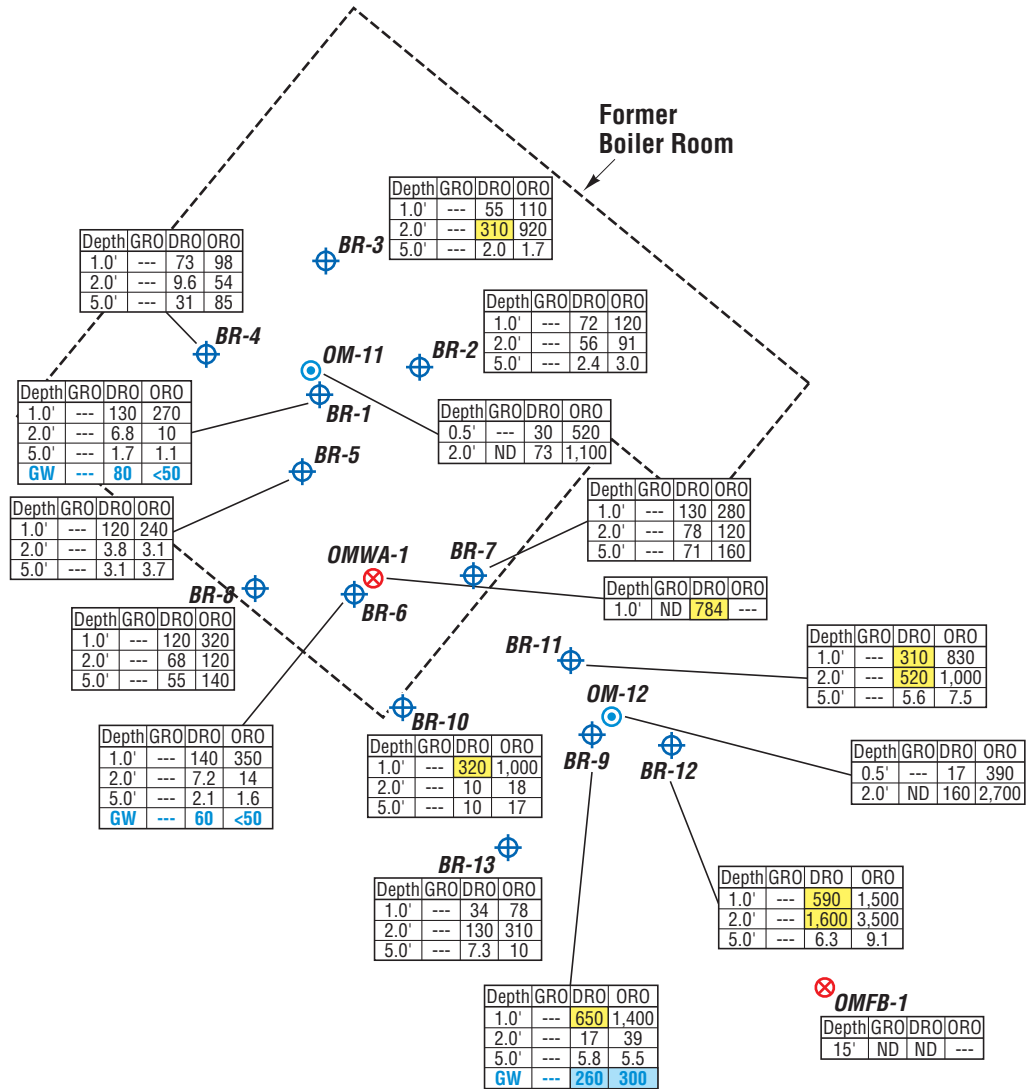 Former
Boiler Room
Depth GRO DRO ORO
1.0' --- 55 110
2.0' --- 310 920
5.0' --- 2.0 1.7
BR-3
Depth GRO DRO ORO
1.0' --- 73 98
2.0' --- 9.6 54
5.0' --- 31 85
BR-4
Depth GRO DRO ORO
1.0' --- 72 120
2.0' --- 56 91
5.0' --- 2.4 3.0
BR-2
OM-11
BR-1
Depth GRO DRO ORO
1.0' --- 130 270
2.0' --- 6.8 10
5.0' --- 1.7 1.1
GW --- 80 <50
Depth GRO DRO ORO
0.5' --- 30 520
2.0' ND 73 1,100
BR-5
Depth GRO DRO ORO
1.0' --- 120 240
2.0' --- 3.8 3.1
5.0' --- 3.1 3.7
Depth GRO DRO ORO
1.0' --- 130 280
2.0' --- 78 120
5.0' --- 71 160
OMWA-1
BR-7
BR-8
BR-6
Depth GRO DRO ORO
1.0' ND 784 ---
Depth GRO DRO ORO
1.0' --- 120 320
2.0' --- 68 120
5.0' --- 55 140
BR-11
Depth GRO DRO ORO
1.0' --- 310 830
2.0' --- 520 1,000
5.0' --- 5.6 7.5
OM-12
BR-10
BR-9
BR-12
Depth GRO DRO ORO
1.0' --- 140 350
2.0' --- 7.2 14
5.0' --- 2.1 1.6
GW --- 60 <50
Depth GRO DRO ORO
1.0' --- 320 1,000
2.0' --- 10 18
5.0' --- 10 17
Depth GRO DRO ORO
0.5' --- 17 390
2.0' ND 160 2,700
BR-13
Depth GRO DRO ORO
1.0' --- 34 78
2.0' --- 130 310
5.0' --- 7.3 10
Depth GRO DRO ORO
1.0' --- 590 1,500
2.0' --- 1,600 3,500
5.0' --- 6.3 9.1
Depth GRO DRO ORO
1.0' --- 650 1,400
2.0' --- 17 39
5.0' --- 5.8 5.5
GW --- 260 300
OMFB-1
Depth GRO DRO ORO
15' ND ND ---